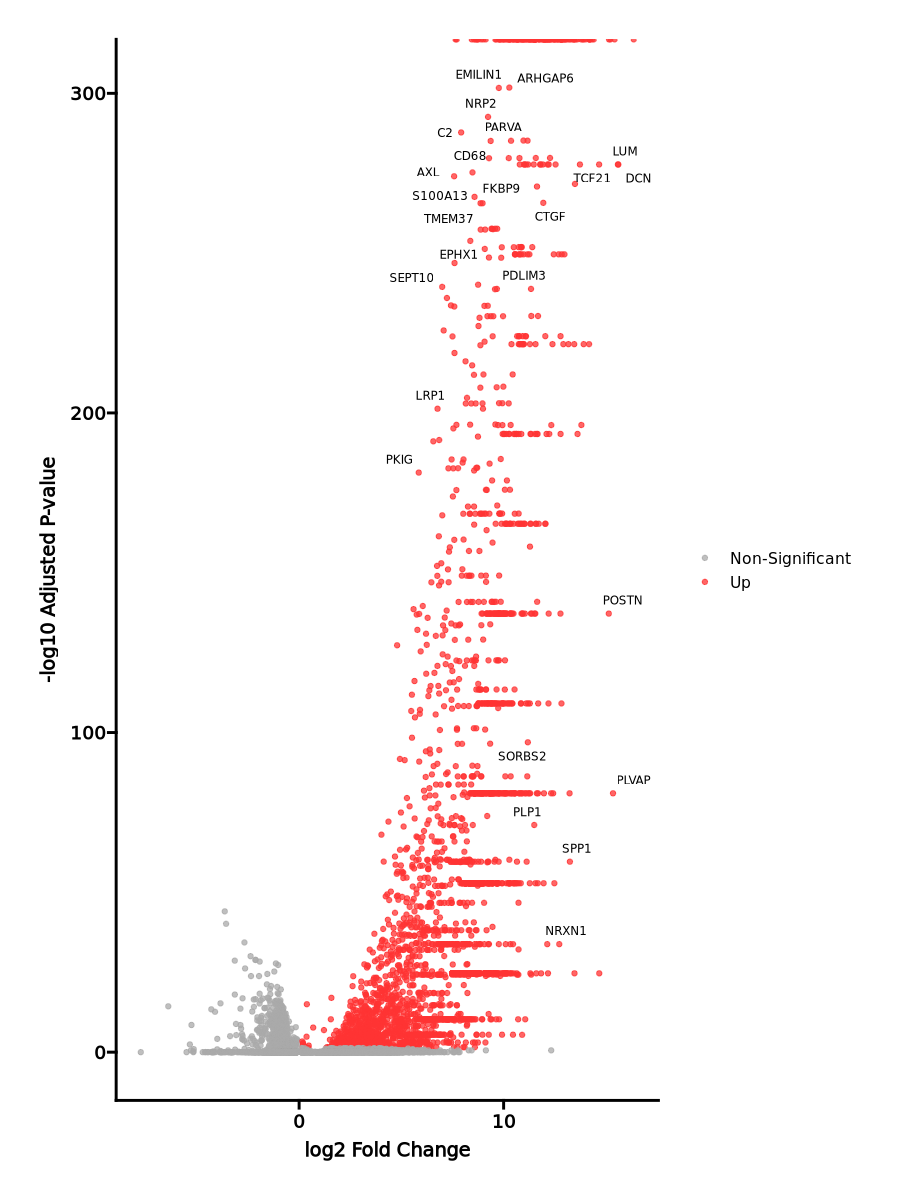 EMILIN1
ARHGAP6
NRP2
C2
PARVA
CD68
LUM
AXL
TCF21
DCN
S100A13
FKBP9
TMEM37
CTGF
EPHX1
SEPT10
PDLIM3
LRP1
PKIG
POSTN
SORBS2
PLVAP
PLP1
SPP1
NRXN1
300
200
100
0
-log10 Adjusted P-value
0
10
log2 Fold Change
Non-Significant
Up